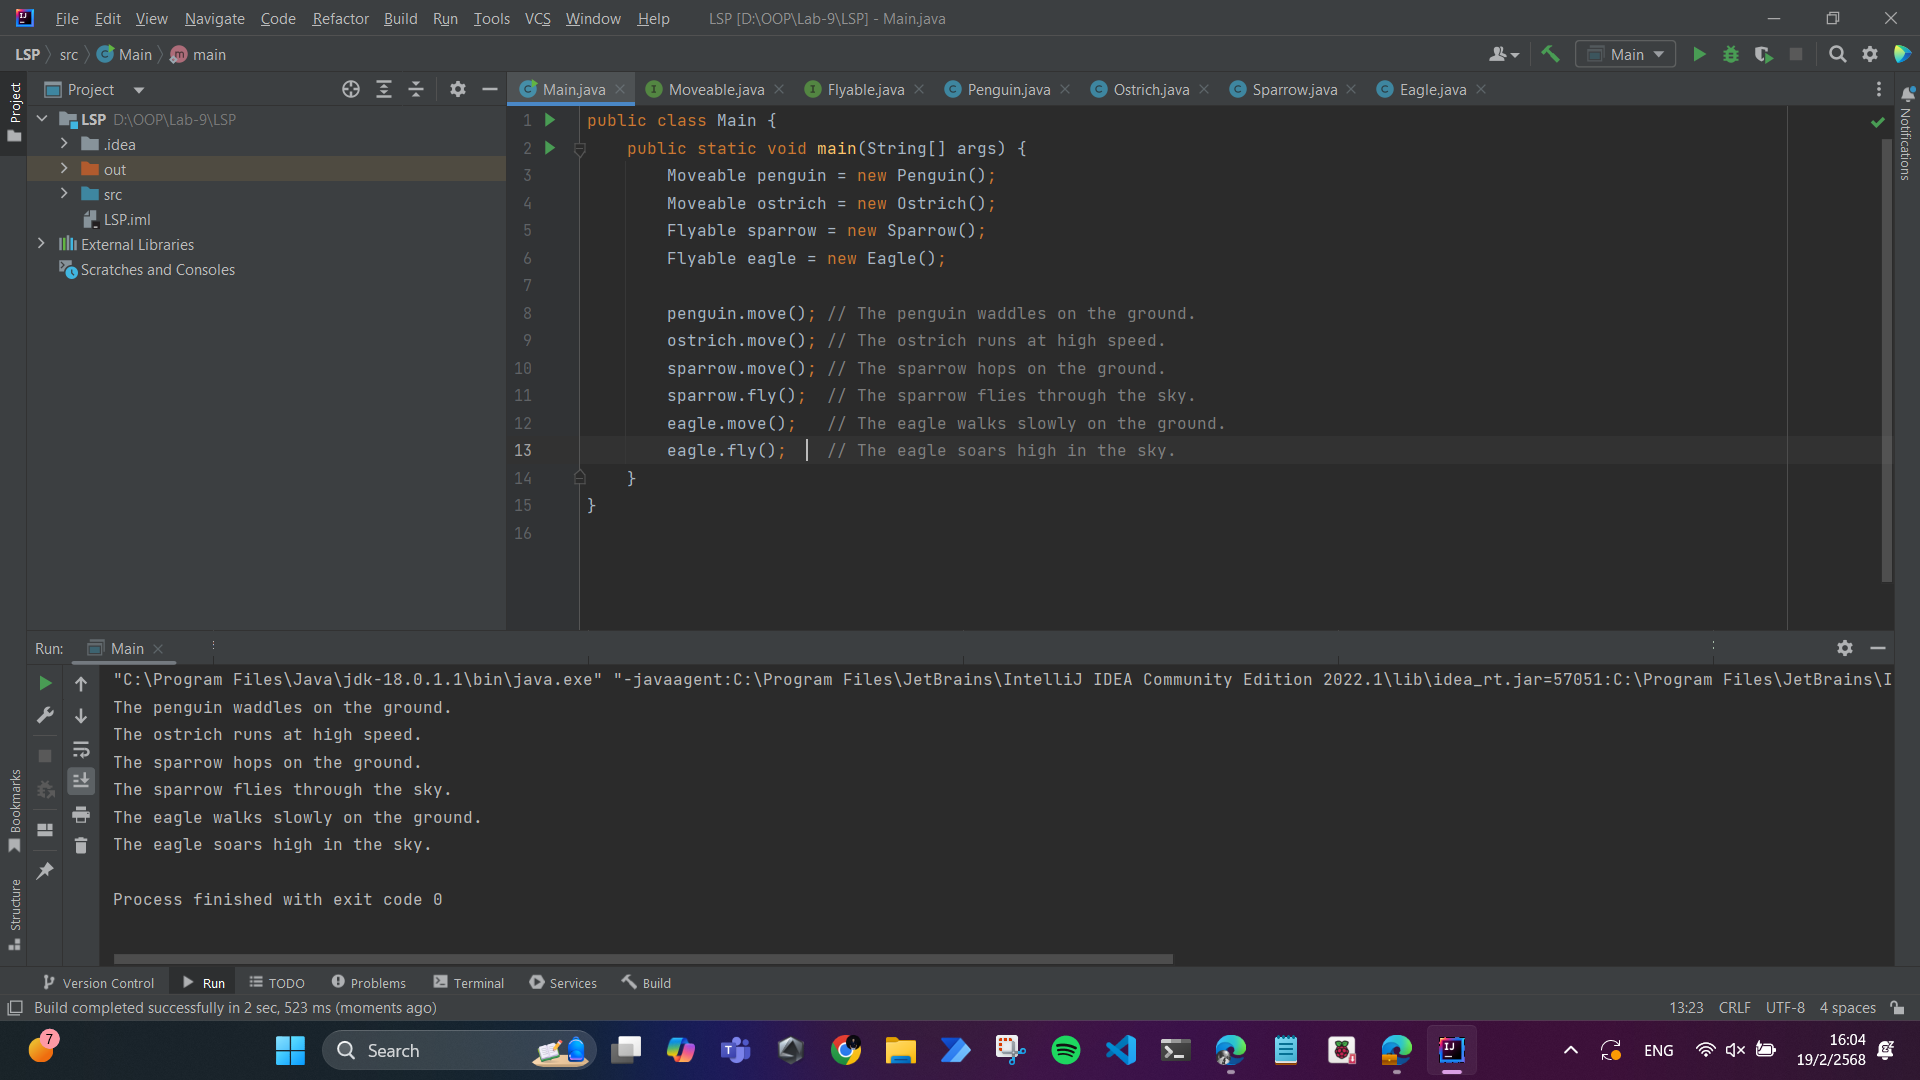 File Edit View Navigate Code Refactor Build Run Tools VCS Window Help LSP [D:\OOP\Lab-9\LSP] - Main.java
LSP src Main main
Main
Project
Project
Main.java Moveable.java Flyable.java Penguin.java Ostrich.java Sparrow.java Eagle.java
Notifications
LSP D:\OOP\Lab-9\LSP
.idea
out
src
LSP.iml
External Libraries
Scratches and Consoles
1 public class Main {
2 public static void main(String[] args) {
3 Moveable penguin = new Penguin();
4 Moveable ostrich = new Ostrich();
5 Flyable sparrow = new Sparrow();
6 Flyable eagle = new Eagle();
7
8 penguin.move(); // The penguin waddles on the ground.
9 ostrich.move(); // The ostrich runs at high speed.
10 sparrow.move(); // The sparrow hops on the ground.
11 sparrow.fly(); // The sparrow flies through the sky.
12 eagle.move(); // The eagle walks slowly on the ground.
13 eagle.fly(); // The eagle soars high in the sky.
14 }
15 }
16
Run: Main
"C:\Program Files\Java\jdk-18.0.1.1\bin\java.exe" "-javaagent:C:\Program Files\JetBrains\IntelliJ IDEA Community Edition 2022.1\lib\idea_rt.jar=57051:C:\Program Files\JetBrains\I
The penguin waddles on the ground.
The ostrich runs at high speed.
The sparrow hops on the ground.
The sparrow flies through the sky.
The eagle walks slowly on the ground.
The eagle soars high in the sky.
Process finished with exit code 0
Bookmarks
Structure
Version Control Run TODO Problems Terminal Services Build
Build completed successfully in 2 sec, 523 ms (moments ago) 13:23 CRLF UTF-8 4 spaces
7
Search
ENG
16:04
19/2/2568